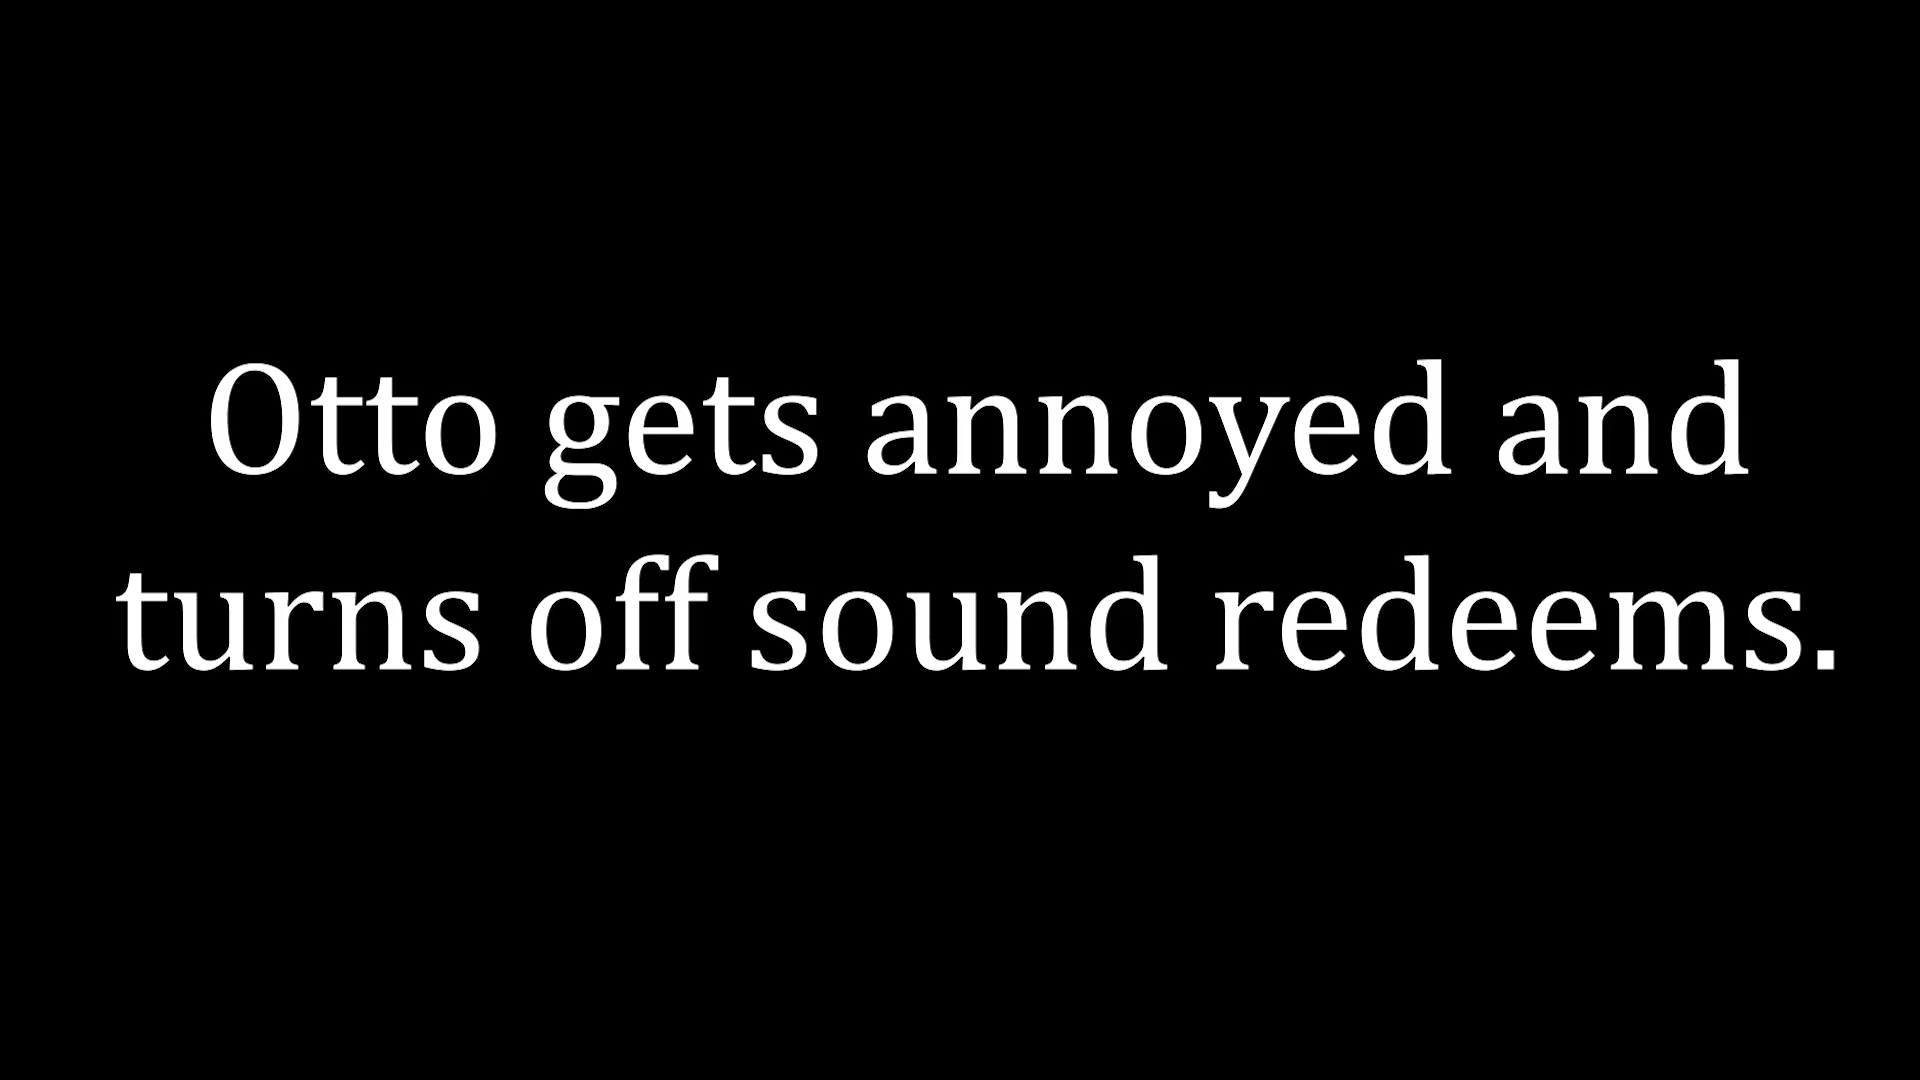 Otto gets annoyed and
turns off sound redeems.